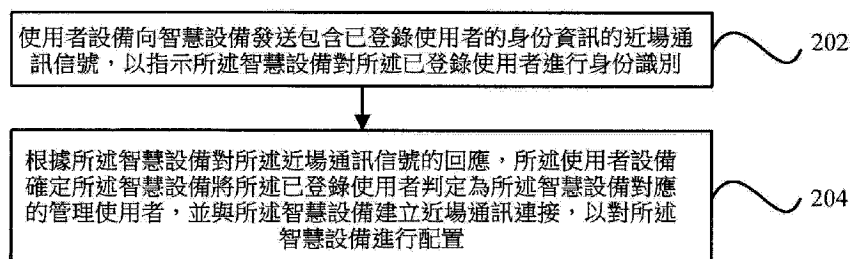 使用者設備向智慧設備發送包含已登錄使用者的身份資訊的近場通
訊信號，以指示所述智慧設備對所述已登錄使用者進行身份識別
202
根據所述智慧設備對所述近場通訊信號的回應，所述使用者設備
確定所述智慧設備將所述已登錄使用者判定為所述智慧設備對應
的管理使用者，並與所述智慧設備建立近場通訊連接，以對所述
智慧設備進行配置
204